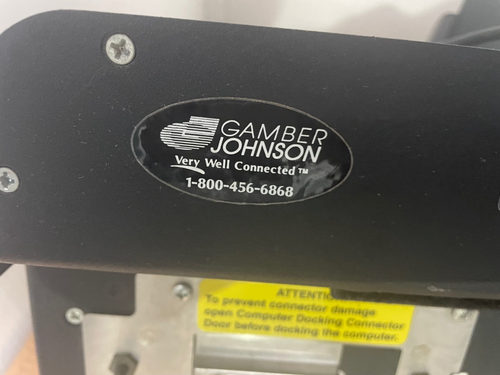 GAMBER
JOHNSON
Very Well Connected™
1-800-456-6868
ATTENTION
To prevent connector damage
open Computer Docking Connector
Door before docking the computer.